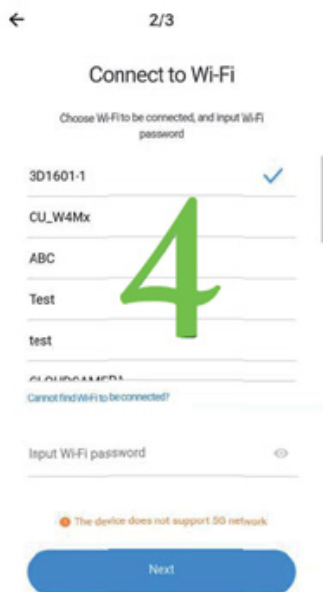 2/3
Connect to Wi-Fi
Choose Wi-Fi to be connected, and input Wi-Fi
password
3D1601-1
CU_W4Mx
ABC
4
Test
test
Cannot find Wi-Fi to be connected?
Input Wi-Fi password
The device does not support 5G network
Next